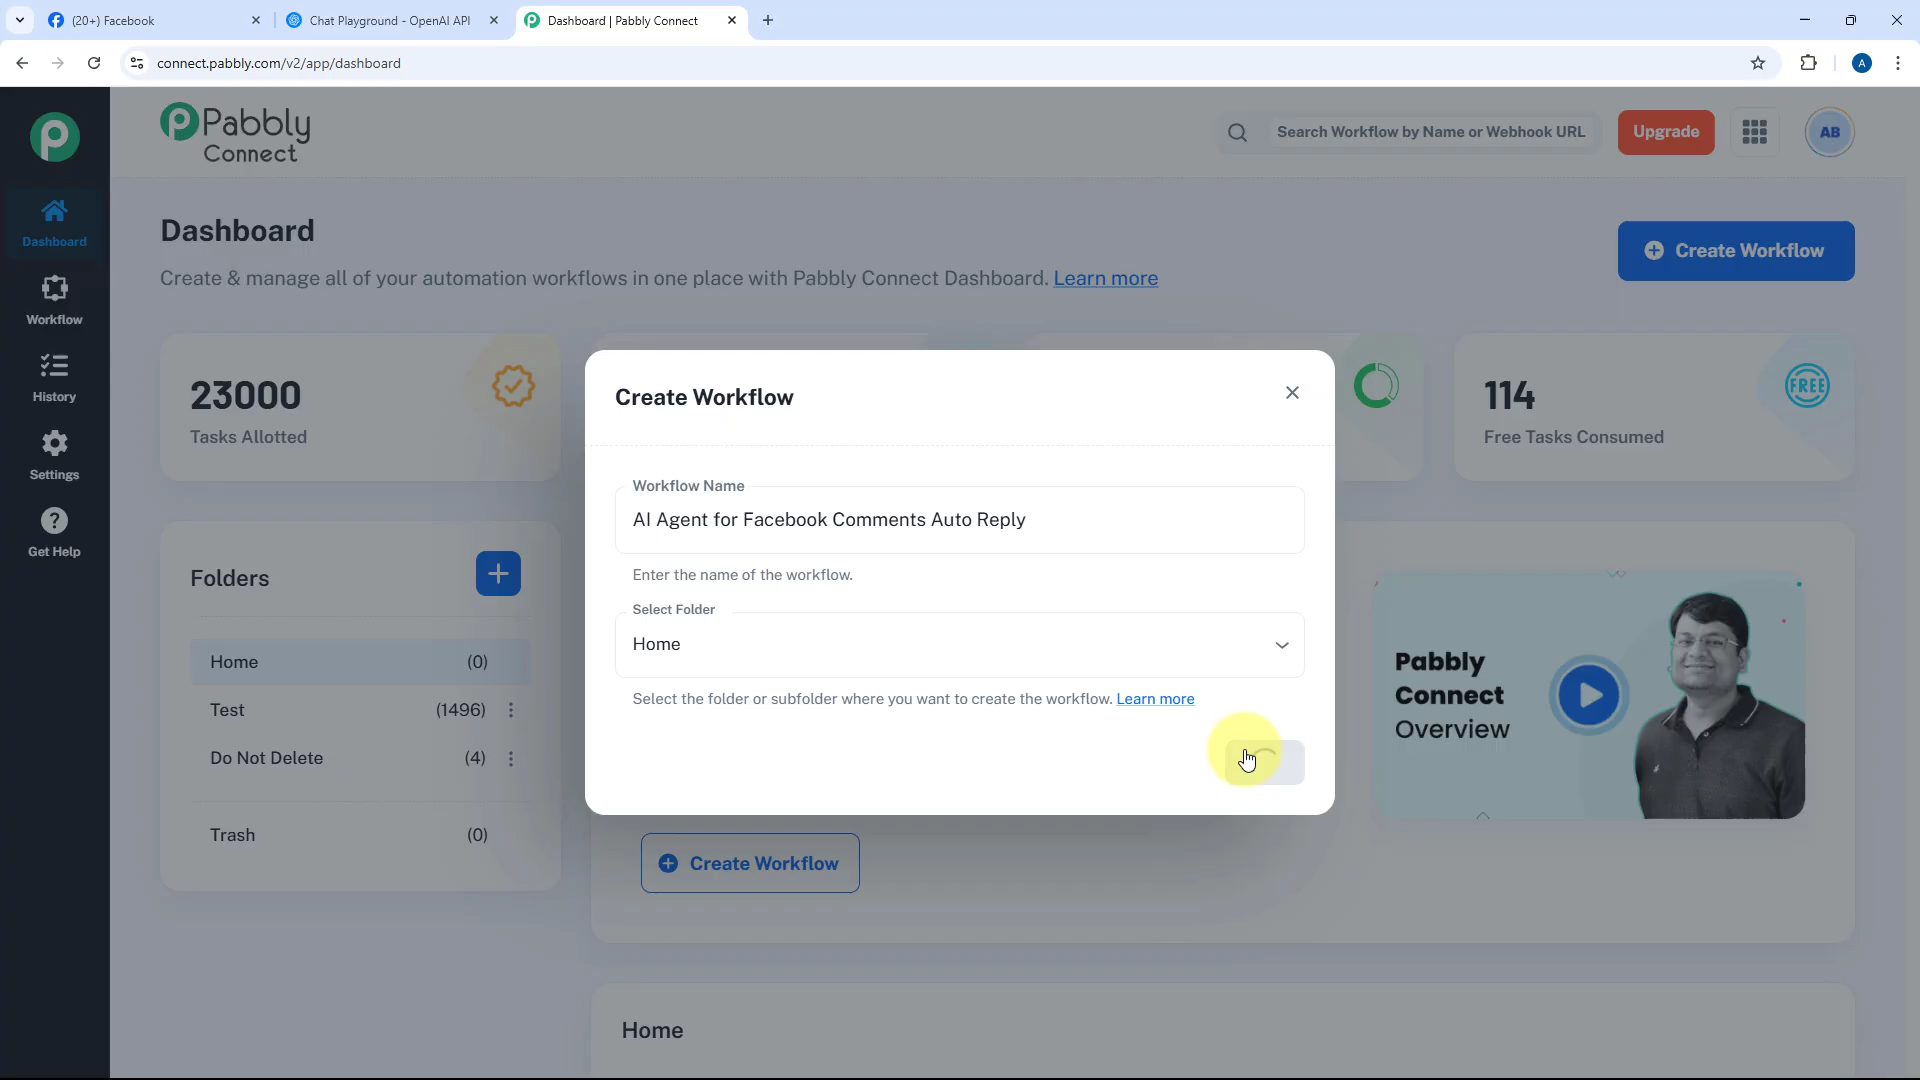 (20+) Facebook
Chat Playground - OpenAI API
Dashboard | Pabbly Connect
connect.pabbly.com/v2/app/dashboard
A
Pabbly
Connect
Search Workflow by Name or Webhook URL
Upgrade
AB
Dashboard
Workflow
History
Settings
Get Help
Dashboard
Create & manage all of your automation workflows in one place with Pabbly Connect Dashboard. Learn more
Create Workflow
23000
Tasks Allotted
114
Free Tasks Consumed
FREE
Folders
Home (0)
Test (1496)
Do Not Delete (4)
Trash (0)
Create Workflow
Workflow Name
AI Agent for Facebook Comments Auto Reply
Enter the name of the workflow.
Select Folder
Home
Select the folder or subfolder where you want to create the workflow. Learn more
Pabbly
Connect
Overview
Create Workflow
Home